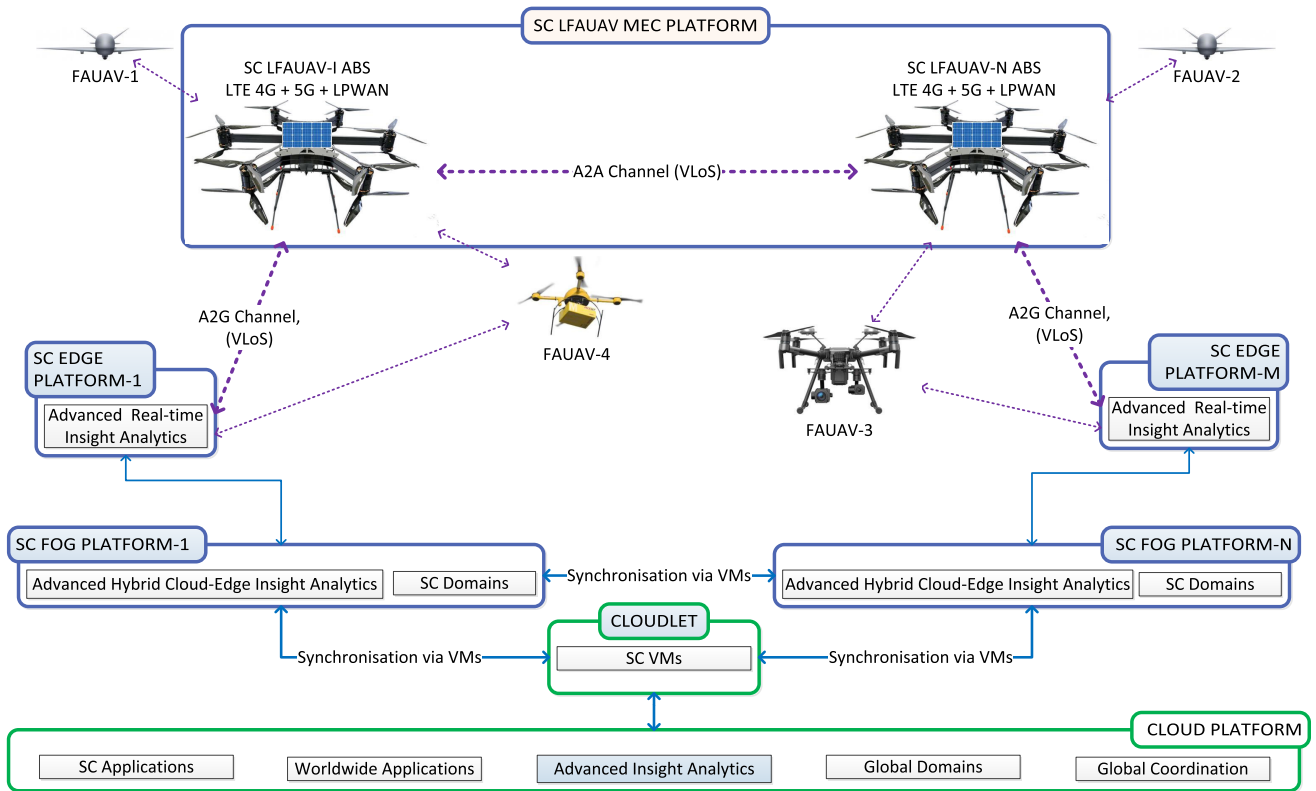 SC LFAUAV MEC PLATFORM
FAUAV-1
SC LFAUAV-I ABS
LTE 4G + 5G + LPWAN
SC LFAUAV-N ABS
LTE 4G + 5G + LPWAN
FAUAV-2
A2A Channel (VLoS)
A2G Channel,
(VLoS)
FAUAV-4
A2G Channel,
(VLoS)
FAUAV-3
SC EDGE
PLATFORM-1
Advanced Real-time
Insight Analytics
SC EDGE
PLATFORM-M
Advanced Real-time
Insight Analytics
SC FOG PLATFORM-1
Advanced Hybrid Cloud-Edge Insight Analytics
SC Domains
Synchronisation via VMs
SC FOG PLATFORM-N
Advanced Hybrid Cloud-Edge Insight Analytics
SC Domains
Synchronisation via VMs
CLOUDLET
SC VMs
Synchronisation via VMs
CLOUD PLATFORM
SC Applications
Worldwide Applications
Advanced Insight Analytics
Global Domains
Global Coordination